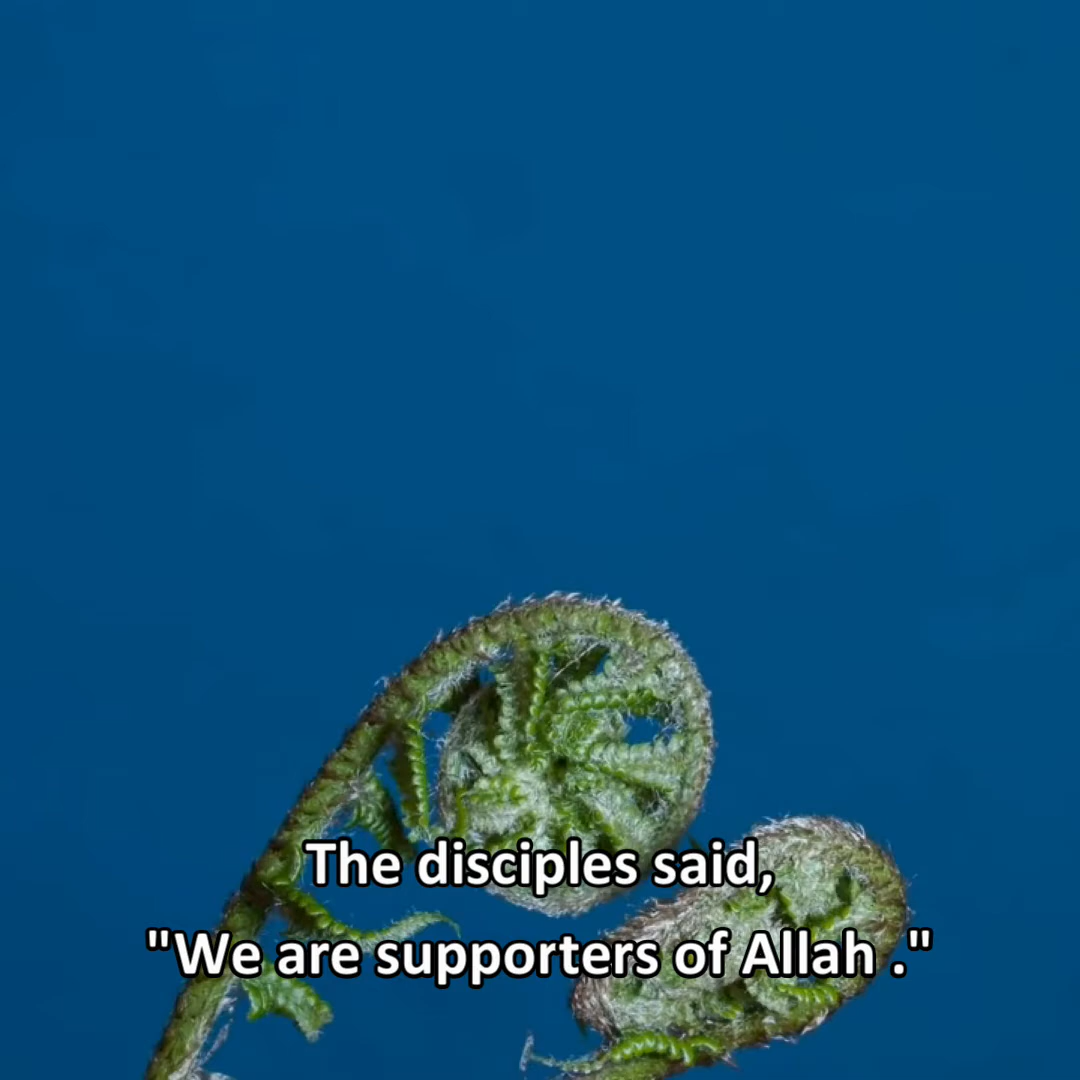 The disciples said,
"We are supporters of Allah ."